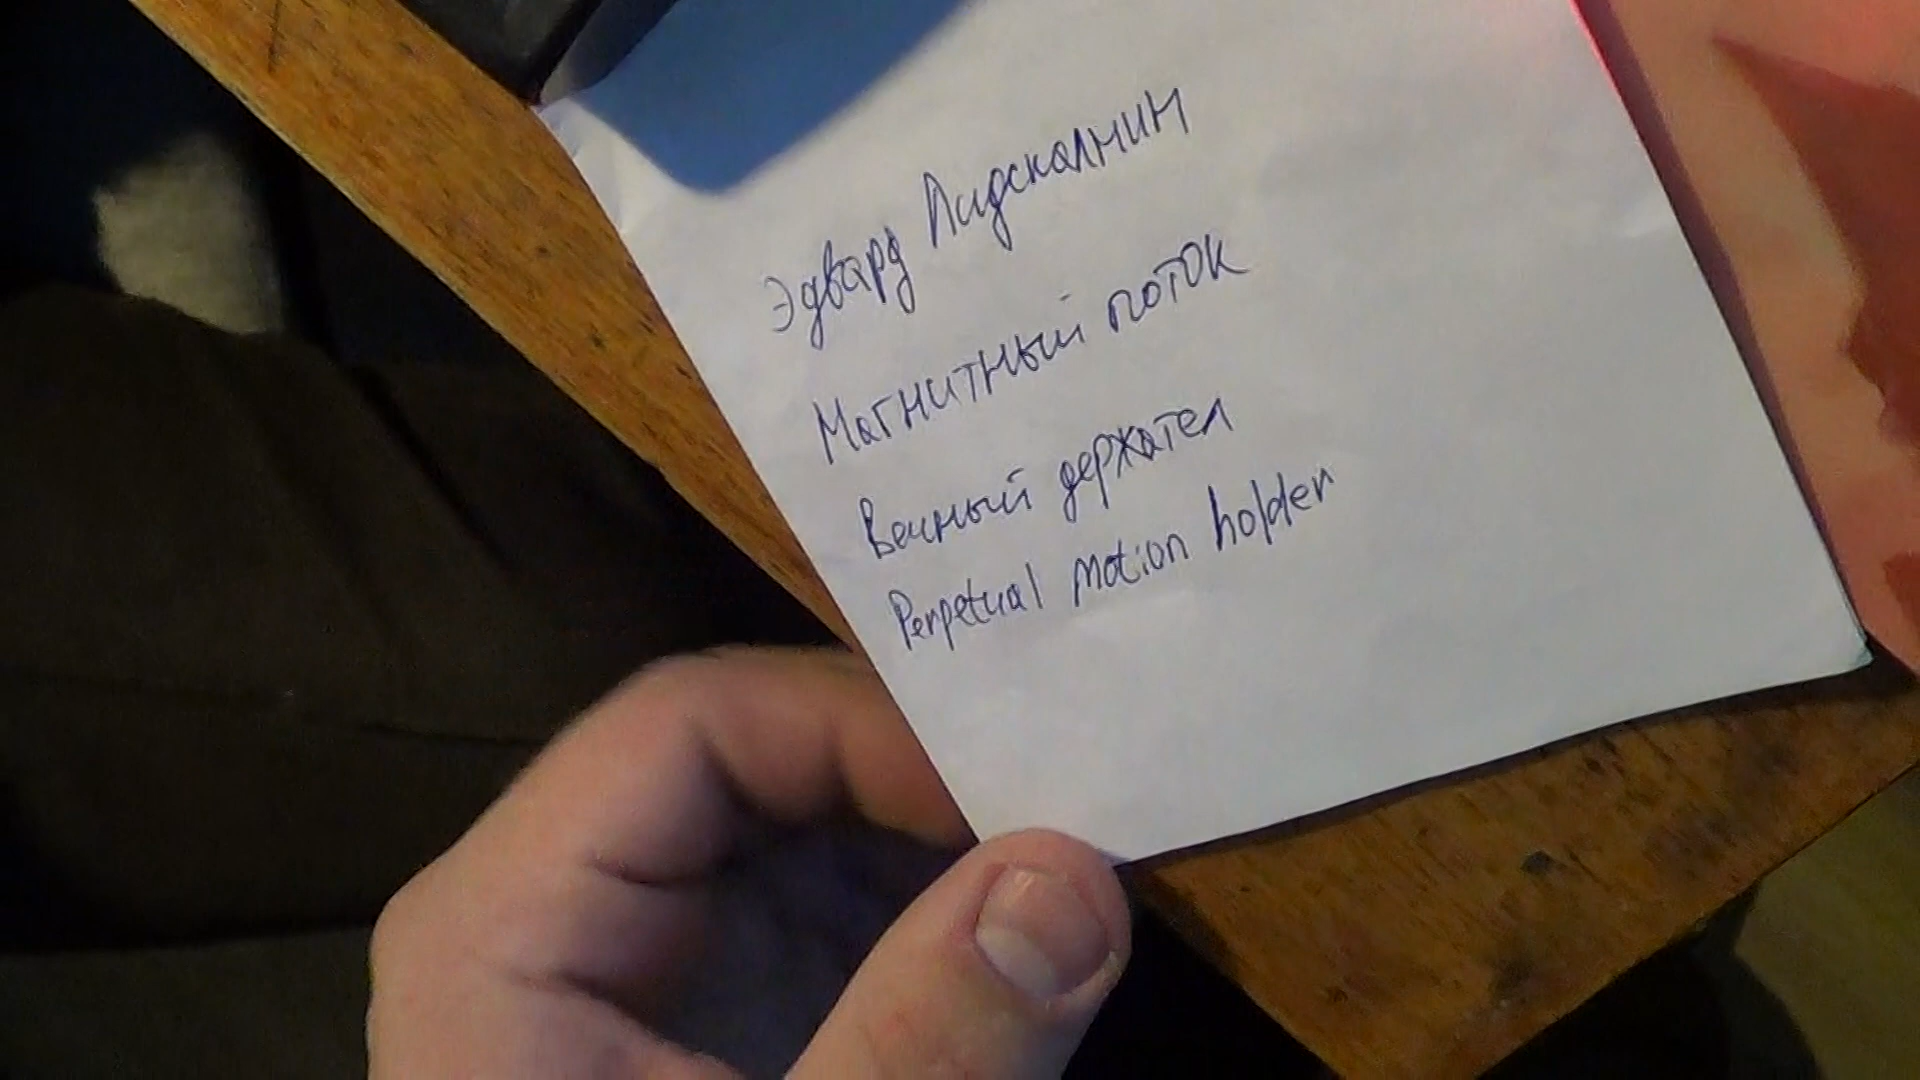 Эдвард Лидскалнин
Магнитный поток
Вечный держател
Perpetual motion holder